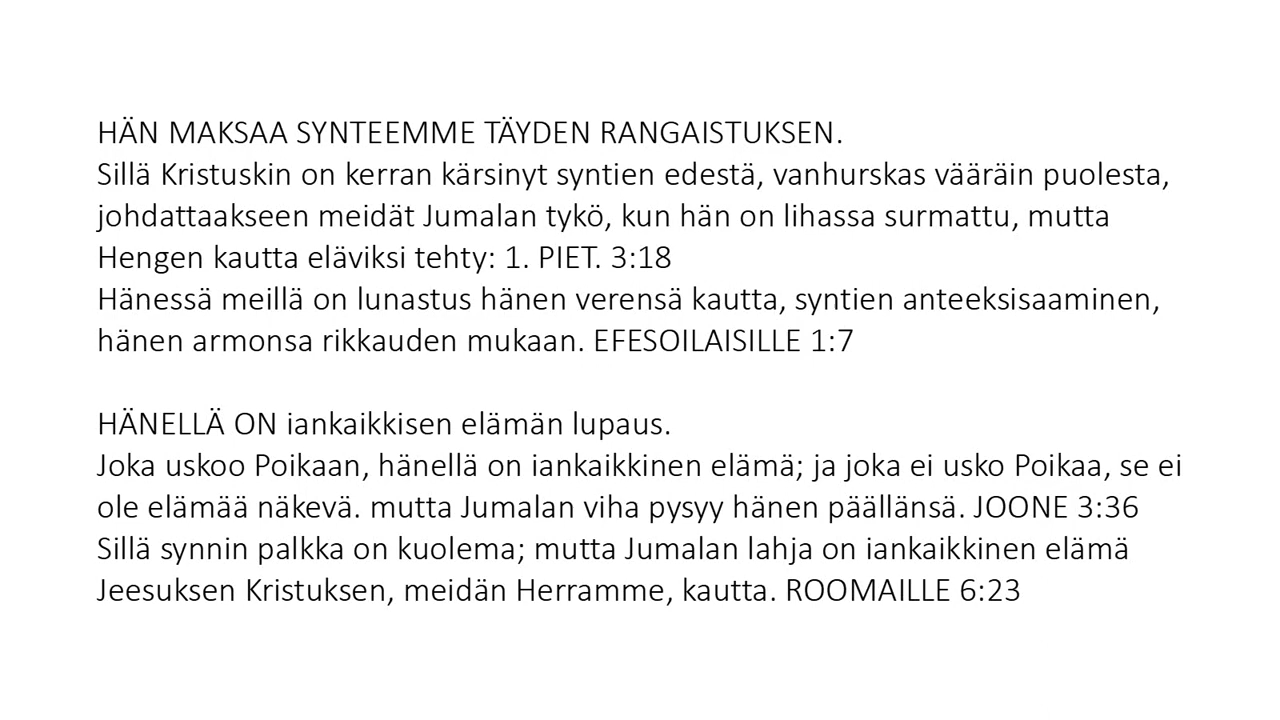 HÄN MAKSAA SYNTEEMME TÄYDEN RANGAISTUKSEN.
Sillä Kristuskin on kerran kärsinyt syntien edestä, vanhurskas vääräin puolesta,
johdattaakseen meidät Jumalan tykö, kun hän on lihassa surmattu, mutta
Hengen kautta eläviksi tehty: 1. PIET. 3:18
Hänessä meillä on lunastus hänen verensä kautta, syntien anteeksisaaminen,
hänen armonsa rikkauden mukaan. EFESOILAISILLE 1:7
HÄNELLÄ ON iankaikkisen elämän lupaus.
Joka uskoo Poikaan, hänellä on iankaikkinen elämä; ja joka ei usko Poikaa, se ei
ole elämää näkevä. mutta Jumalan viha pysyy hänen päällänsä. JOONE 3:36
Sillä synnin palkka on kuolema; mutta Jumalan lahja on iankaikkinen elämä
Jeesuksen Kristuksen, meidän Herramme, kautta. ROOMAILLE 6:23